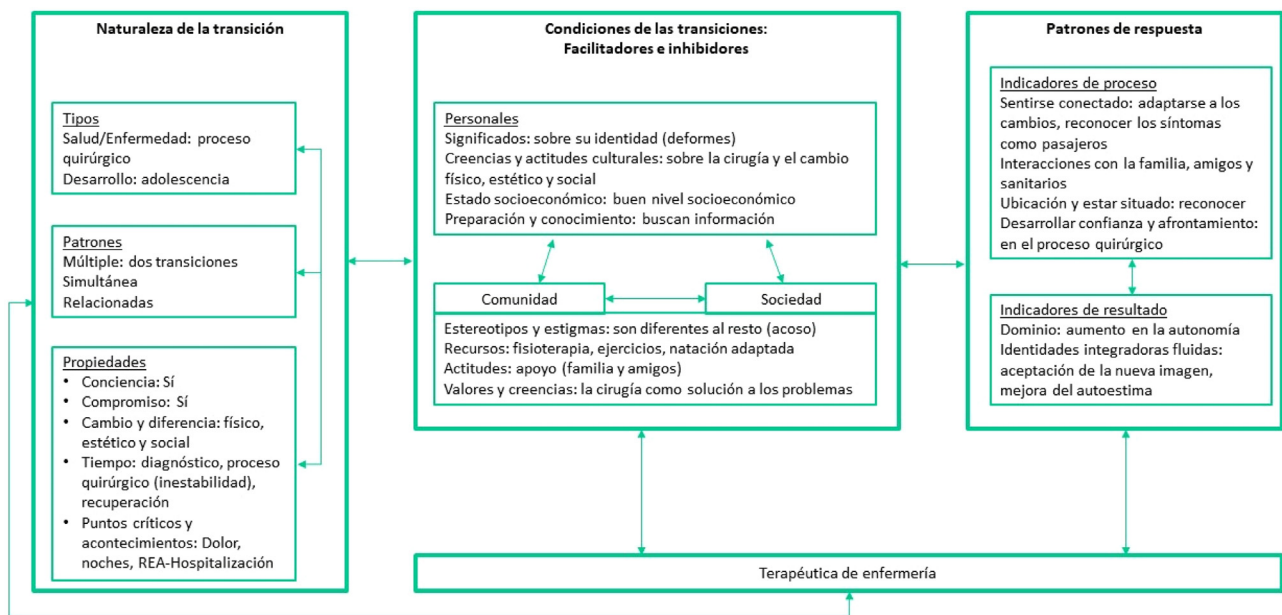 Naturaleza de la transición
Tipos
Salud/Enfermedad: proceso
quirúrgico
Desarrollo: adolescencia
Patrones
Múltiple: dos transiciones
Simultánea
Relacionadas
Propiedades
• Conciencia: Sí
• Compromiso: Sí
• Cambio y diferencia: físico,
estético y social
• Tiempo: diagnóstico, proceso
quirúrgico (inestabilidad),
recuperación
• Puntos críticos y
acontecimientos: Dolor,
noches, REA-Hospitalización
Condiciones de las transiciones:
Facilitadores e inhibidores
Personales
Significados: sobre su identidad (deformes)
Creencias y actitudes culturales: sobre la cirugía y el cambio
físico, estético y social
Estado socioeconómico: buen nivel socioeconómico
Preparación y conocimiento: buscan información
Comunidad
Sociedad
Estereotipos y estigmas: son diferentes al resto (acoso)
Recursos: fisioterapia, ejercicios, natación adaptada
Actitudes: apoyo (familia y amigos)
Valores y creencias: la cirugía como solución a los problemas
Patrones de respuesta
Indicadores de proceso
Sentirse conectado: adaptarse a los
cambios, reconocer los síntomas
como pasajeros
Interacciones con la familia, amigos y
sanitarios
Ubicación y estar situado: reconocer
Desarrollar confianza y afrontamiento:
en el proceso quirúrgico
Indicadores de resultado
Dominio: aumento en la autonomía
Identidades integradoras fluidas:
aceptación de la nueva imagen,
mejora del autoestima
Terapéutica de enfermería